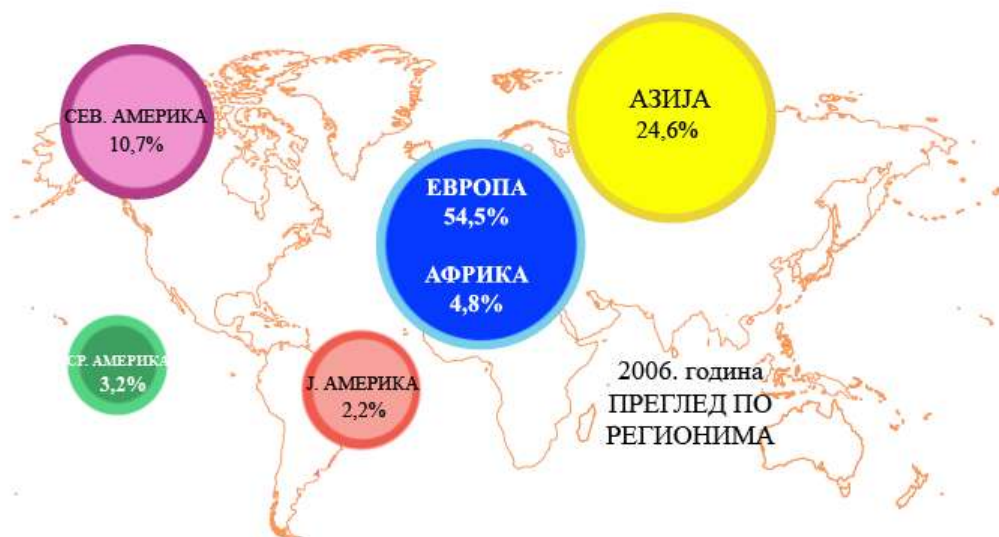 СЕВ. АМЕРИКА
10,7%
АЗИЈА
24,6%
ЕВРОПА
54,5%
АФРИКА
4,8%
СР. АМЕРИКА
3,2%
Ј. АМЕРИКА
2,2%
2006. година
ПРЕГЛЕД ПО
РЕГИОНИМА